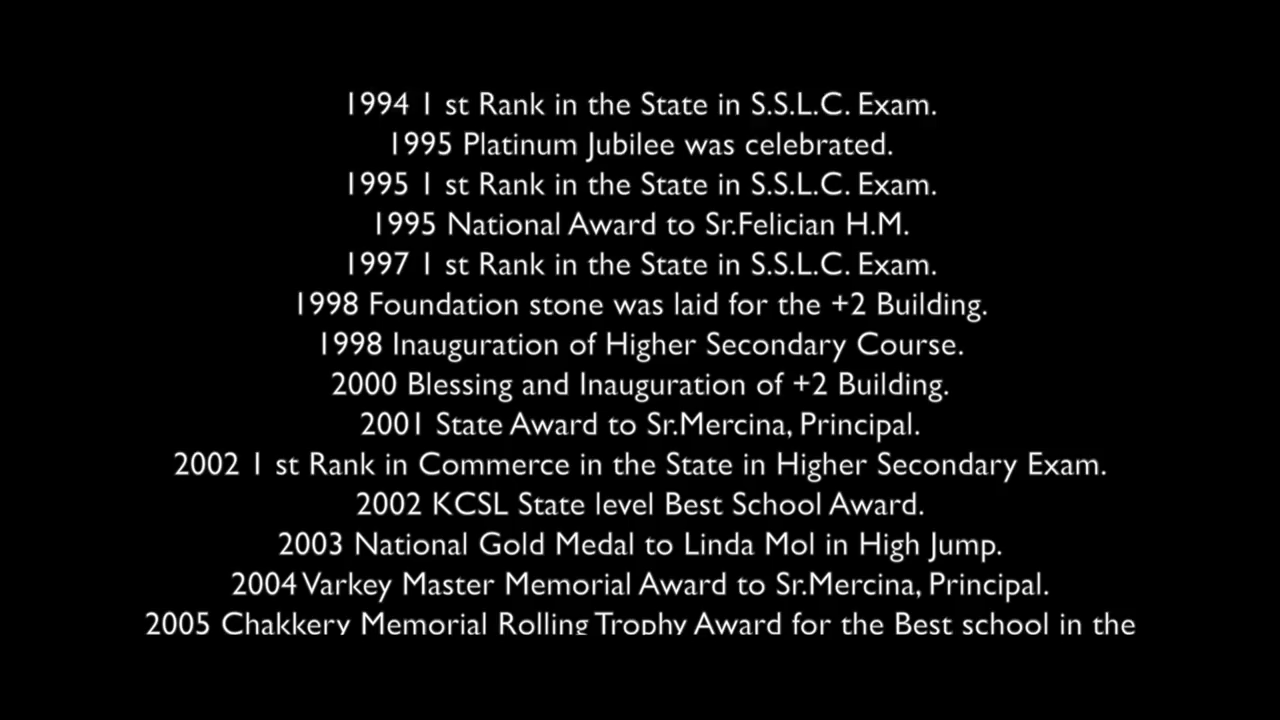 1994 1 st Rank in the State in S.S.L.C. Exam.
1995 Platinum Jubilee was celebrated.
1995 1 st Rank in the State in S.S.L.C. Exam.
1995 National Award to Sr.Felician H.M.
1997 1 st Rank in the State in S.S.L.C. Exam.
1998 Foundation stone was laid for the +2 Building.
1998 Inauguration of Higher Secondary Course.
2000 Blessing and Inauguration of +2 Building.
2001 State Award to Sr.Mercina, Principal.
2002 1 st Rank in Commerce in the State in Higher Secondary Exam.
2002 KCSL State level Best School Award.
2003 National Gold Medal to Linda Mol in High Jump.
2004 Varkey Master Memorial Award to Sr.Mercina, Principal.
2005 Chakkery Memorial Rolling Trophy Award for the Best school in the